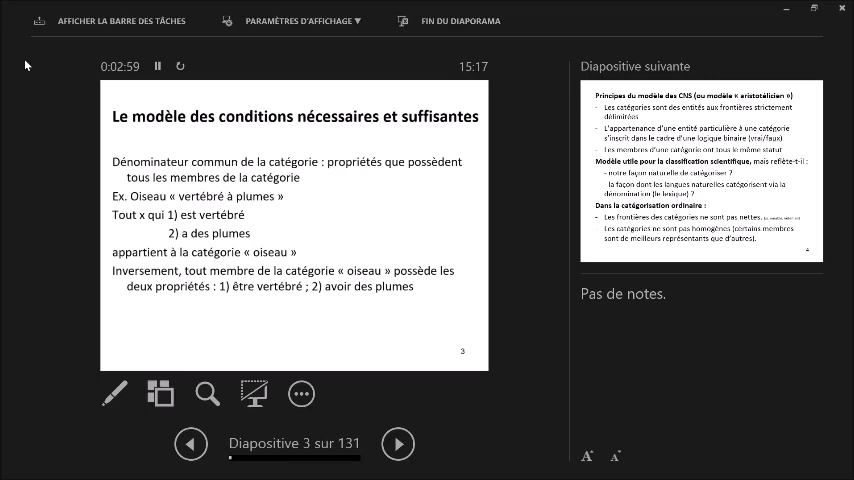 AFFICHER LA BARRE DES TÂCHES
PARAMÈTRES D'AFFICHAGE ▼
FIN DU DIAPORAMA
0:02:59
15:17
Le modèle des conditions nécessaires et suffisantes
Dénominateur commun de la catégorie : propriétés que possèdent
tous les membres de la catégorie
Ex. Oiseau « vertébré à plumes »
Tout x qui 1) est vertébré
2) a des plumes
appartient à la catégorie « oiseau »
Inversement, tout membre de la catégorie « oiseau » possède les
deux propriétés : 1) être vertébré ; 2) avoir des plumes
3
Diapositive 3 sur 131
Diapositive suivante
Principes du modèle des CNS (ou modèle « aristotélicien »)
- Les catégories sont des entités aux frontières strictement
délimitées
- L'appartenance d'une entité particulière à une catégorie
s'inscrit dans le cadre d'une logique binaire (vrai/faux)
- Les membres d'une catégorie ont tous le même statut
Modèle utile pour la classification scientifique, mais reflète-t-il :
- notre façon naturelle de catégoriser ?
la façon dont les langues naturelles catégorisent via la
dénomination (le lexique) ?
Dans la catégorisation ordinaire :
- Les frontières des catégories ne sont pas nettes.
- Les catégories ne sont pas homogènes (certains membres
sont de meilleurs représentants que d'autres).
4
Pas de notes.
A A